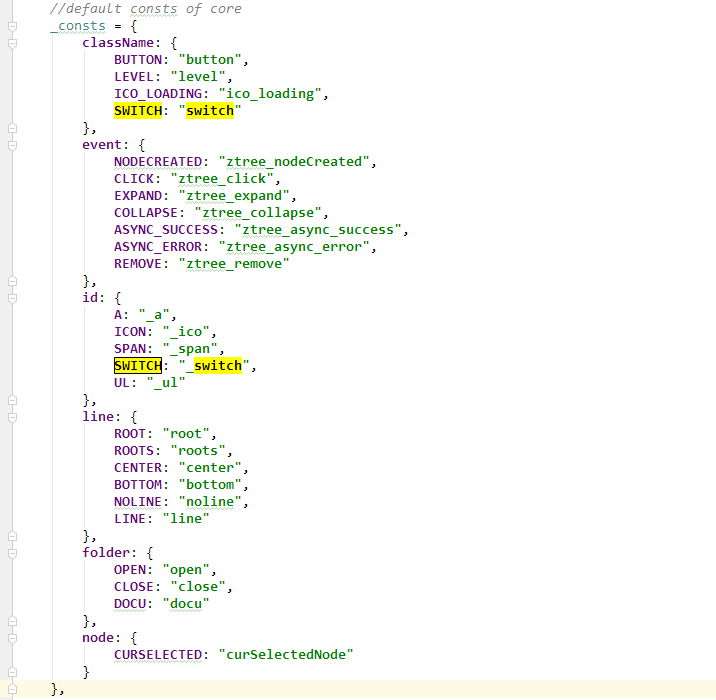 //default consts of core
_consts = {
    className: {
        BUTTON: "button",
        LEVEL: "level",
        ICO_LOADING: "ico_loading",
        SWITCH: "switch"
    },
    event: {
        NODECREATED: "ztree_nodeCreated",
        CLICK: "ztree_click",
        EXPAND: "ztree_expand",
        COLLAPSE: "ztree_collapse",
        ASYNC_SUCCESS: "ztree_async_success",
        ASYNC_ERROR: "ztree_async_error",
        REMOVE: "ztree_remove"
    },
    id: {
        A: "_a",
        ICON: "_ico",
        SPAN: "_span",
        SWITCH: "_switch",
        UL: "_ul"
    },
    line: {
        ROOT: "root",
        ROOTS: "roots",
        CENTER: "center",
        BOTTOM: "bottom",
        NOLINE: "noline",
        LINE: "line"
    },
    folder: {
        OPEN: "open",
        CLOSE: "close",
        DOCU: "docu"
    },
    node: {
        CURSELECTED: "curSelectedNode"
    }
},